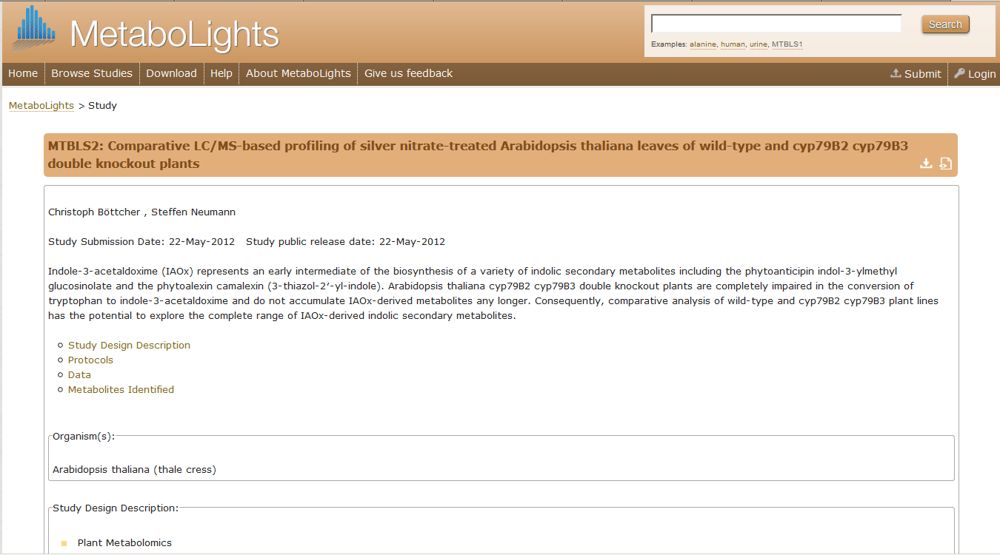 MetaboLights
Search
Examples: alanine, human, urine, MTBLS1
Home Browse Studies Download Help About MetaboLights Give us feedback Submit Login
MetaboLights > Study
MTBLS2: Comparative LC/MS-based profiling of silver nitrate-treated Arabidopsis thaliana leaves of wild-type and cyp79B2 cyp79B3
double knockout plants
Christoph Böttcher , Steffen Neumann
Study Submission Date: 22-May-2012 Study public release date: 22-May-2012
Indole-3-acetaldoxime (IAOx) represents an early intermediate of the biosynthesis of a variety of indolic secondary metabolites including the phytoanticipin indol-3-ylmethyl
glucosinolate and the phytoalexin camalexin (3-thiazol-2′-yl-indole). Arabidopsis thaliana cyp79B2 cyp79B3 double knockout plants are completely impaired in the conversion of
tryptophan to indole-3-acetaldoxime and do not accumulate IAOx-derived metabolites any longer. Consequently, comparative analysis of wild-type and cyp79B2 cyp79B3 plant lines
has the potential to explore the complete range of IAOx-derived indolic secondary metabolites.
Study Design Description
Protocols
Data
Metabolites Identified
Organism(s):
Arabidopsis thaliana (thale cress)
Study Design Description:
Plant Metabolomics